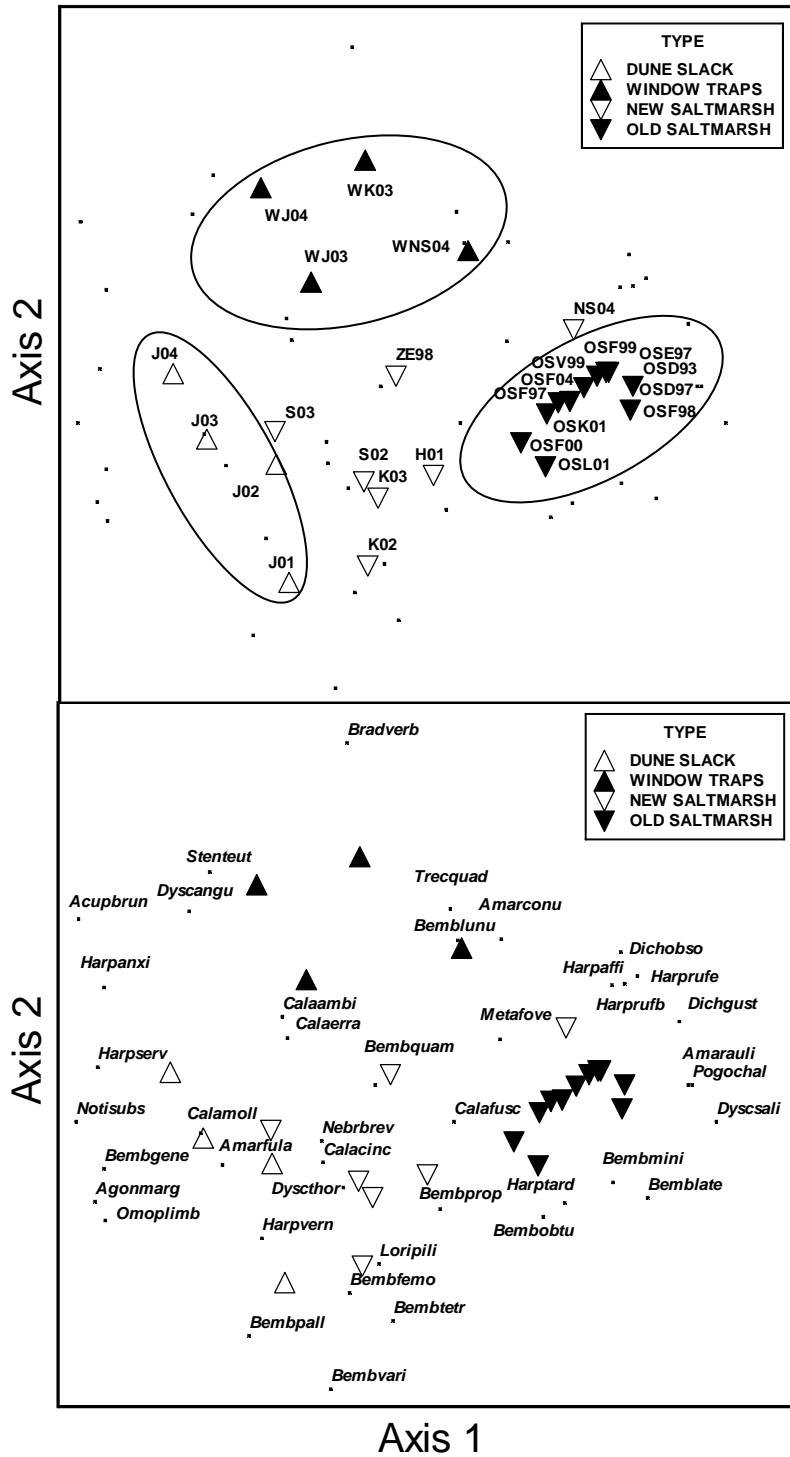 TYPE
DUNE SLACK
WINDOW TRAPS
NEW SALTMARSH
OLD SALTMARSH
WK03
WJ04
WNS04
WJ03
NS04
J04
ZE98
OSF99 OSE97
OSV99 OSD93
OSF04 OSD97
OSF97 OSF98
J03
S03
OSK01
S02 H01
OSF00
J02
K03
OSL01
K02
J01
Axis 2
TYPE
DUNE SLACK
WINDOW TRAPS
NEW SALTMARSH
OLD SALTMARSH
Bradverb
Stenteut
Trecquad
Dyscangu
Amarconu
Acupbrun
Bemblunu
Dichobso
Harpanxi
Harpaffi Harprufe
Calaambi
Harprufb Dichgust
Calaerra
Metafove
Bembquam
Harpserv
Amarauli
Pogochal
Notisubs Calamoll
Nebrbrev
Calafusc
Dyscsali
Bembgene Amarfula Calacinc
Agonmarg
Dyscthor
Harptard
Bembmini
Bembprop
Bemblate
Omoplimb
Bembobtu
Harpvern
Loripili
Bembfemo
Bembpall
Bembtetr
Bembvari
Axis 2
Axis 1